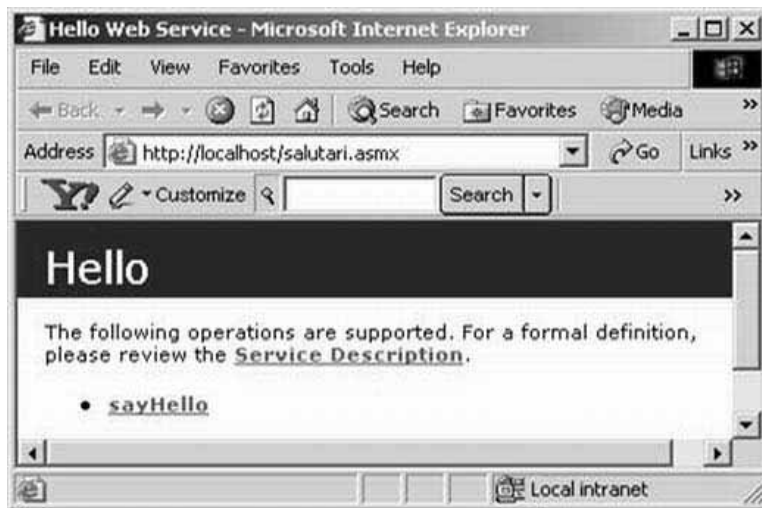 Hello Web Service - Microsoft Internet Explorer
File Edit View Favorites Tools Help
Back Search Favorites Media »
Address http://localhost/salutari.asmx Go Links »
Y! Customize Search »
Hello
The following operations are supported. For a formal definition,
please review the Service Description.
• sayHello
Local intranet